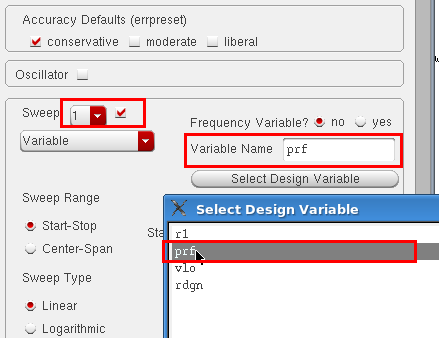 Accuracy Defaults (errpreset)
conservative moderate liberal
Oscillator
Sweep 1
Frequency Variable? no yes
Variable
Variable Name prf
Select Design Variable
Sweep Range
Select Design Variable
Start-Stop
r1
Center-Span
prf
Sweep Type
vlo
Linear
rdgn
Logarithmic